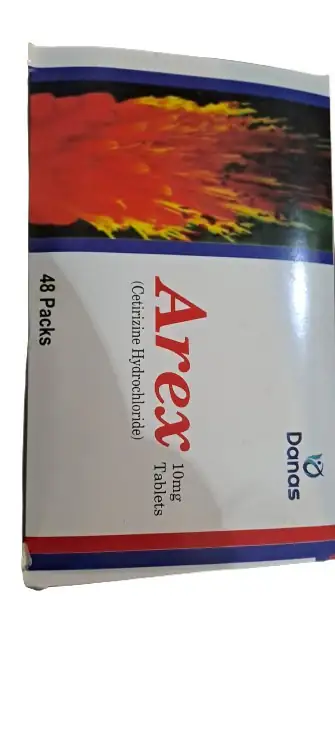 Danas
Arex 10mg
Tablets
(Cetirizine Hydrochloride)
48 Packs